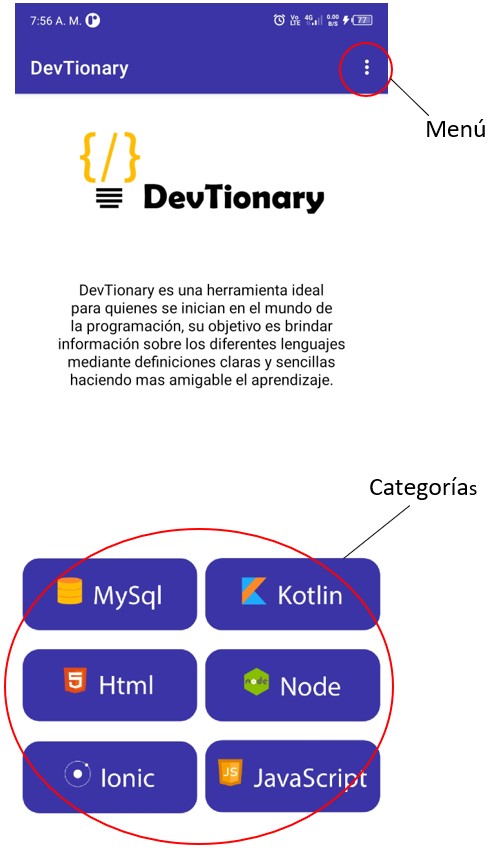 7:56 A. M. Vo LTE 4G 0.00 B/S 77
DevTionary
Menú
{/}
DevTionary
DevTionary es una herramienta ideal
para quienes se inician en el mundo de
la programación, su objetivo es brindar
información sobre los diferentes lenguajes
mediante definiciones claras y sencillas
haciendo mas amigable el aprendizaje.
Categorías
MySql
Kotlin
Html
node Node
Ionic
JS JavaScript